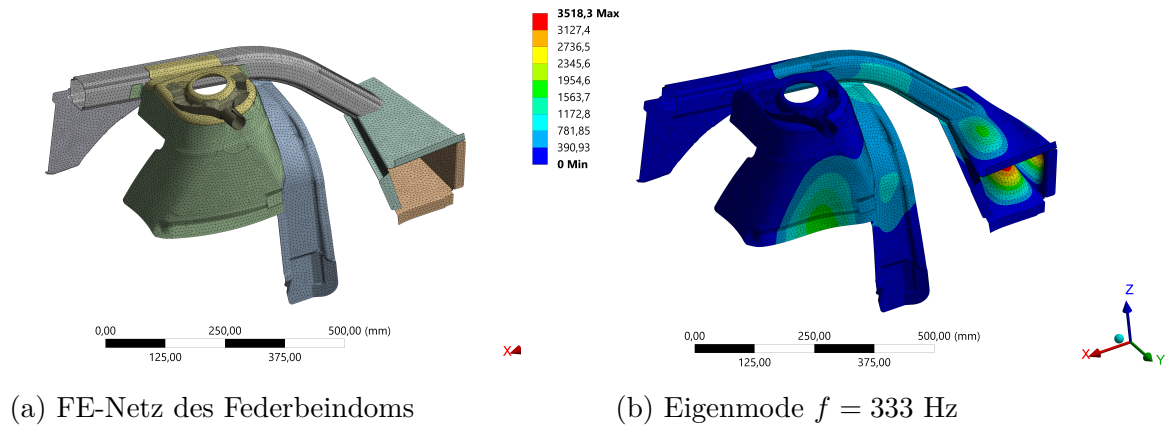 3518,3 Max
3127,4
2736,5
2345,6
1954,6
1563,7
1172,8
781,85
390,93
0 Min
0,00 250,00 500,00 (mm)
125,00 375,00
X
0,00 250,00 500,00 (mm)
125,00 375,00
Z
X
Y
(a) FE-Netz des Federbeindoms
(b) Eigenmode f = 333 Hz